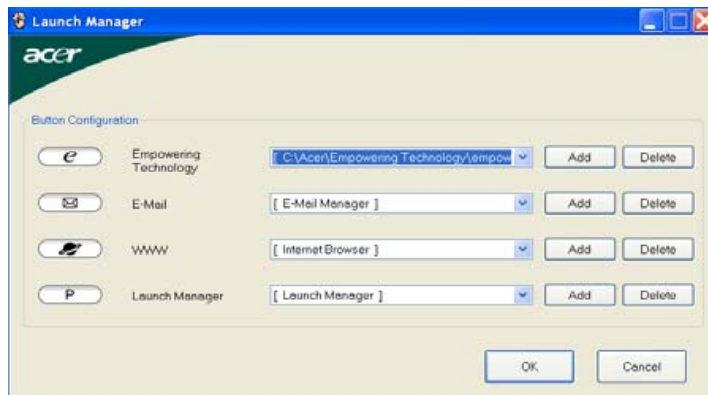 Launch Manager
acer
Button Configuration
e Empowering Technology [ C:\Acer\Empowering Technology\empow Add Delete
E-Mail [ E-Mail Manager ] Add Delete
WWW [ Internet Browser ] Add Delete
P Launch Manager [ Launch Manager ] Add Delete
OK Cancel